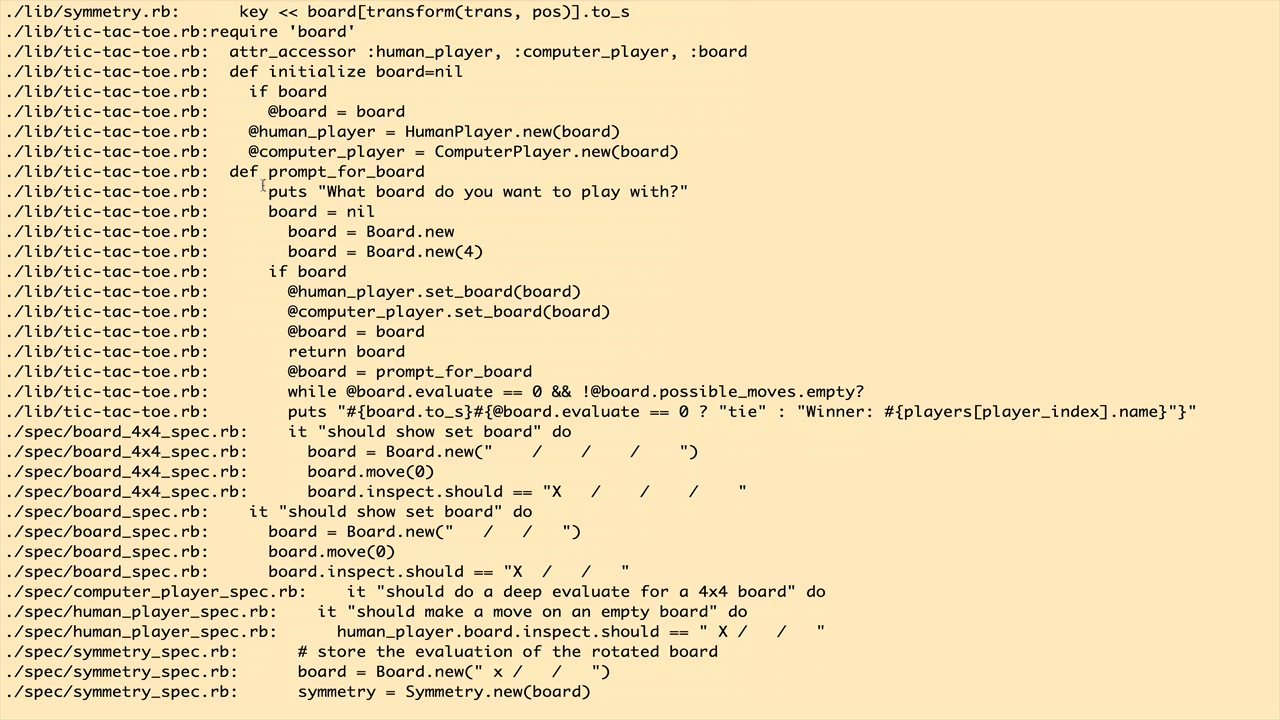 ./lib/symmetry.rb:      key << board[transform(trans, pos)].to_s
./lib/tic-tac-toe.rb:require 'board'
./lib/tic-tac-toe.rb:  attr_accessor :human_player, :computer_player, :board
./lib/tic-tac-toe.rb:  def initialize board=nil
./lib/tic-tac-toe.rb:    if board
./lib/tic-tac-toe.rb:      @board = board
./lib/tic-tac-toe.rb:    @human_player = HumanPlayer.new(board)
./lib/tic-tac-toe.rb:    @computer_player = ComputerPlayer.new(board)
./lib/tic-tac-toe.rb:  def prompt_for_board
./lib/tic-tac-toe.rb:      puts "What board do you want to play with?"
./lib/tic-tac-toe.rb:      board = nil
./lib/tic-tac-toe.rb:        board = Board.new
./lib/tic-tac-toe.rb:        board = Board.new(4)
./lib/tic-tac-toe.rb:      if board
./lib/tic-tac-toe.rb:        @human_player.set_board(board)
./lib/tic-tac-toe.rb:        @computer_player.set_board(board)
./lib/tic-tac-toe.rb:        @board = board
./lib/tic-tac-toe.rb:        return board
./lib/tic-tac-toe.rb:        @board = prompt_for_board
./lib/tic-tac-toe.rb:        while @board.evaluate == 0 && !@board.possible_moves.empty?
./lib/tic-tac-toe.rb:        puts "#{board.to_s}#{@board.evaluate == 0 ? "tie" : "Winner: #{players[player_index].name}"}"
./spec/board_4x4_spec.rb:    it "should show set board" do
./spec/board_4x4_spec.rb:      board = Board.new("    /    /    /    ")
./spec/board_4x4_spec.rb:      board.move(0)
./spec/board_4x4_spec.rb:      board.inspect.should == "X   /    /    /    "
./spec/board_spec.rb:    it "should show set board" do
./spec/board_spec.rb:      board = Board.new("   /   /   ")
./spec/board_spec.rb:      board.move(0)
./spec/board_spec.rb:      board.inspect.should == "X  /   /   "
./spec/computer_player_spec.rb:    it "should do a deep evaluate for a 4x4 board" do
./spec/human_player_spec.rb:    it "should make a move on an empty board" do
./spec/human_player_spec.rb:      human_player.board.inspect.should == " X /   /   "
./spec/symmetry_spec.rb:      # store the evaluation of the rotated board
./spec/symmetry_spec.rb:      board = Board.new(" x /   /   ")
./spec/symmetry_spec.rb:      symmetry = Symmetry.new(board)